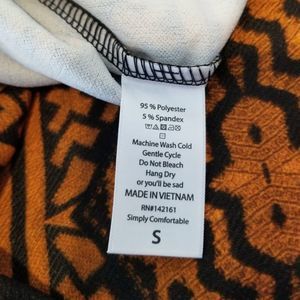 95 % Polyester
5 % Spandex
Machine Wash Cold
Gentle Cycle
Do Not Bleach
Hang Dry
or you'll be sad
MADE IN VIETNAM
RN#142161
Simply Comfortable
S